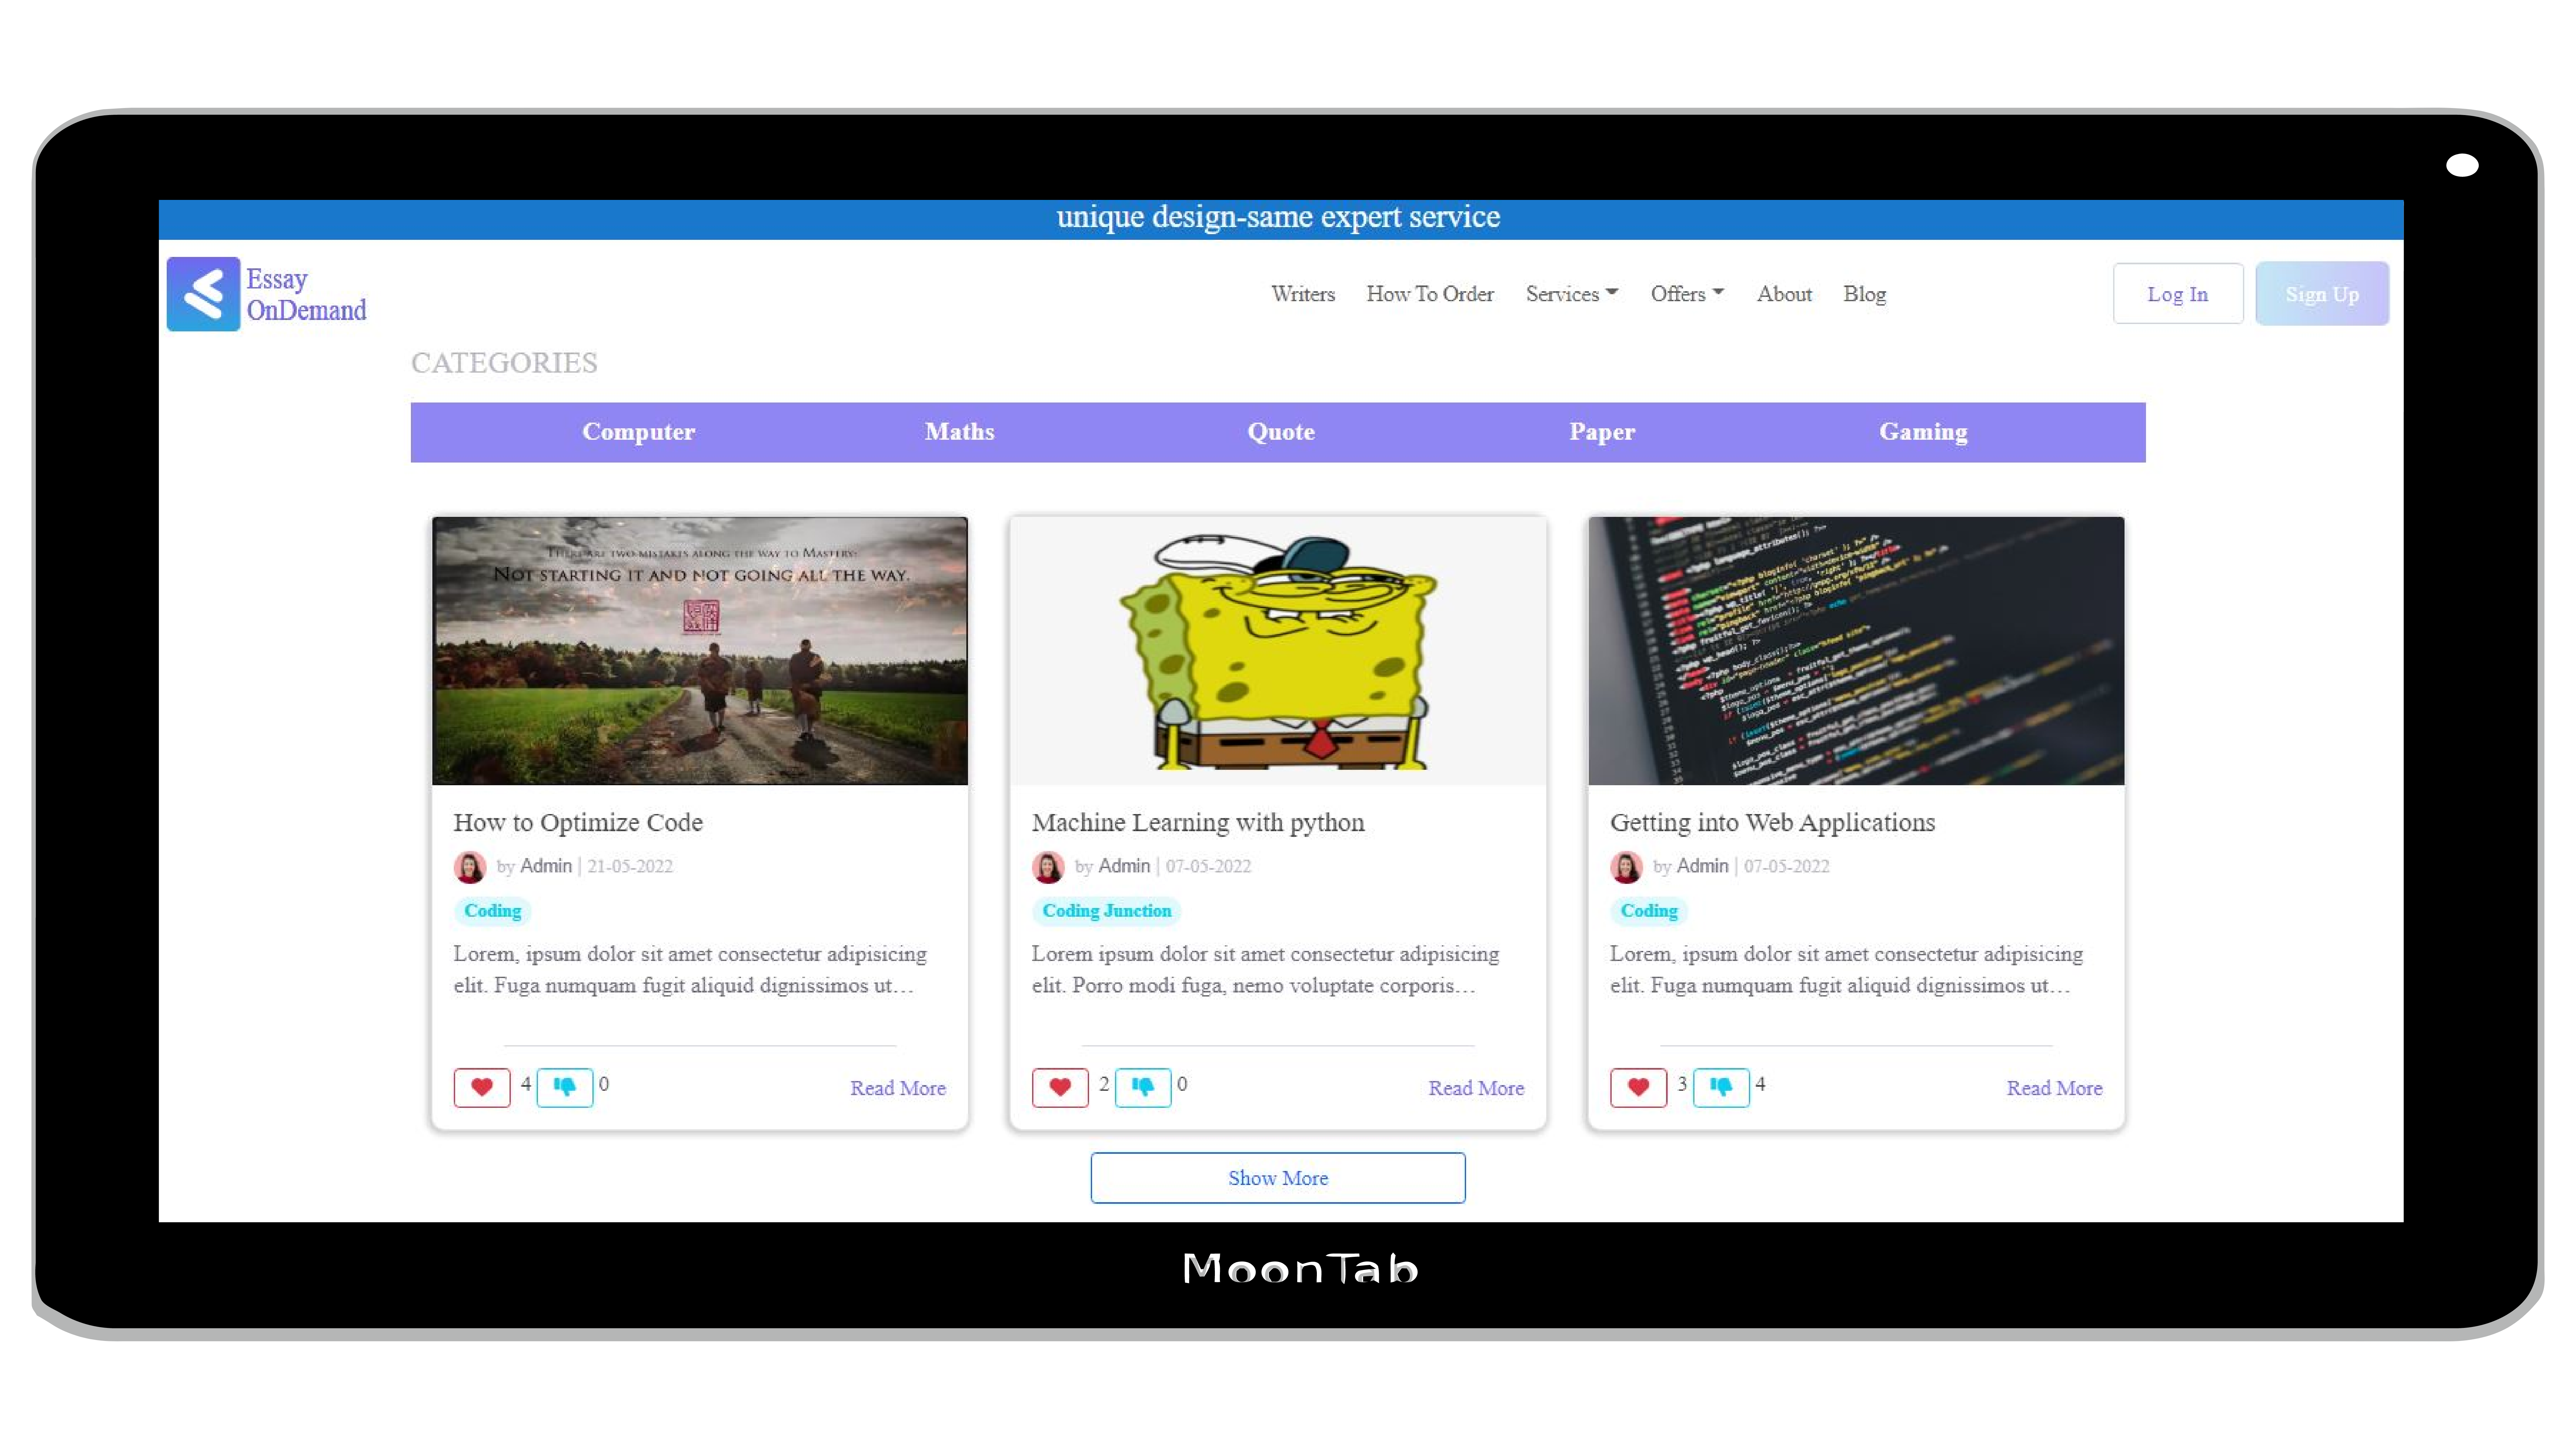 unique design-same expert service
Essay
OnDemand
Writers How To Order Services Offers About Blog
Log In Sign Up
CATEGORIES
Computer Maths Quote Paper Gaming
There are two mistakes along the way to Mastery:
Not starting it and not going all the way.
How to Optimize Code
by Admin | 21-05-2022
Coding
Lorem, ipsum dolor sit amet consectetur adipisicing
elit. Fuga numquam fugit aliquid dignissimos ut…
4 0 Read More
Machine Learning with python
by Admin | 07-05-2022
Coding Junction
Lorem ipsum dolor sit amet consectetur adipisicing
elit. Porro modi fuga, nemo voluptate corporis…
2 0 Read More
Getting into Web Applications
by Admin | 07-05-2022
Coding
Lorem, ipsum dolor sit amet consectetur adipisicing
elit. Fuga numquam fugit aliquid dignissimos ut…
3 4 Read More
Show More
MoonTab